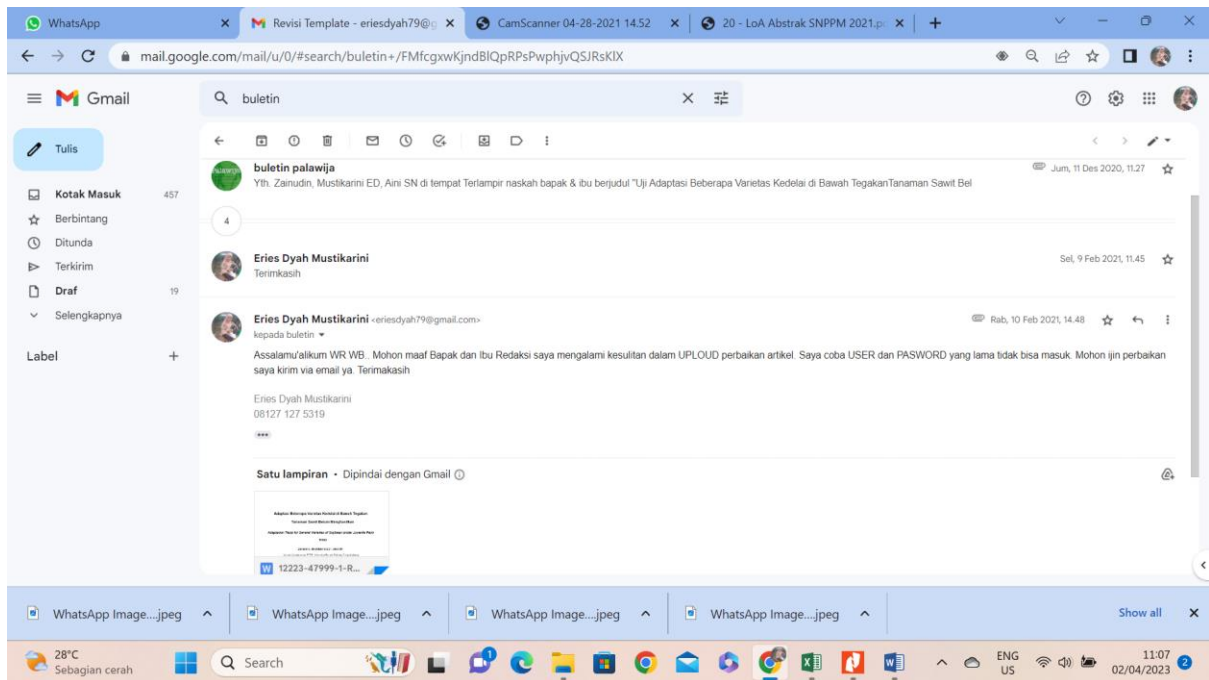 WhatsApp
Revisi Template - eriesdyah79@g
CamScanner 04-28-2021 14.52
20 - LoA Abstrak SNPPM 2021.p
mail.google.com/mail/u/0/#search/buletin+/FMfcgxwKjndBlQpRPsPwphjvQSJRsKlX
Gmail
buletin
Tulis
buletin palawija
Jum, 11 Des 2020, 11.27
Yth. Zainudin, Mustikarini ED, Aini SN di tempat Terlampir naskah bapak & ibu berjudul "Uji Adaptasi Beberapa Varietas Kedelai di Bawah TegakanTanaman Sawit Bel
Kotak Masuk 457
Berbintang
Ditunda
Terkirim
Draf 19
Selengkapnya
Label
4
Eries Dyah Mustikarini
Sel, 9 Feb 2021, 11.45
Terimkasih
Eries Dyah Mustikarini <eriesdyah79@gmail.com>
Rab, 10 Feb 2021, 14.48
kepada buletin
Assalamu'alikum WR WB.. Mohon maaf Bapak dan Ibu Redaksi saya mengalami kesulitan dalam UPLOUD perbaikan artikel. Saya coba USER dan PASWORD yang lama tidak bisa masuk. Mohon ijin perbaikan
saya kirim via email ya. Terimakasih
Eries Dyah Mustikarini
08127 127 5319
Satu lampiran • Dipindai dengan Gmail
12223-47999-1-R...
WhatsApp Image....jpeg
WhatsApp Image....jpeg
WhatsApp Image....jpeg
WhatsApp Image....jpeg
Show all
28°C
Sebagian cerah
Search
1
ENG
US
11:07
02/04/2023
2